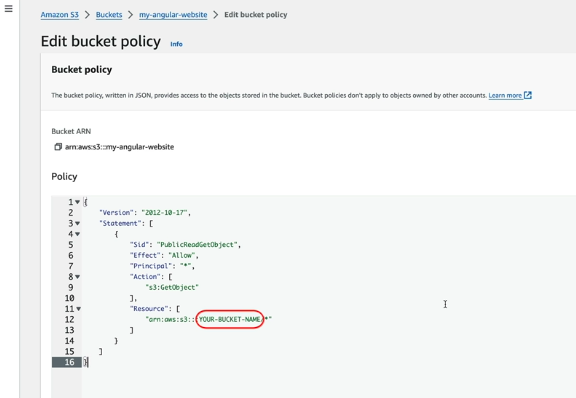 Amazon S3 > Buckets > my-angular-website > Edit bucket policy
Edit bucket policy Info
Bucket policy
The bucket policy, written in JSON, provides access to the objects stored in the bucket. Bucket policies don't apply to objects owned by other accounts. Learn more
Bucket ARN
arn:aws:s3:::my-angular-website
Policy
1 {
2 "Version": "2012-10-17",
3 "Statement": [
4 {
5 "Sid": "PublicReadGetObject",
6 "Effect": "Allow",
7 "Principal": "*",
8 "Action": [
9 "s3:GetObject"
10 ],
11 "Resource": [
12 "arn:aws:s3:::YOUR-BUCKET-NAME/*"
13 ]
14 }
15 ]
16 }